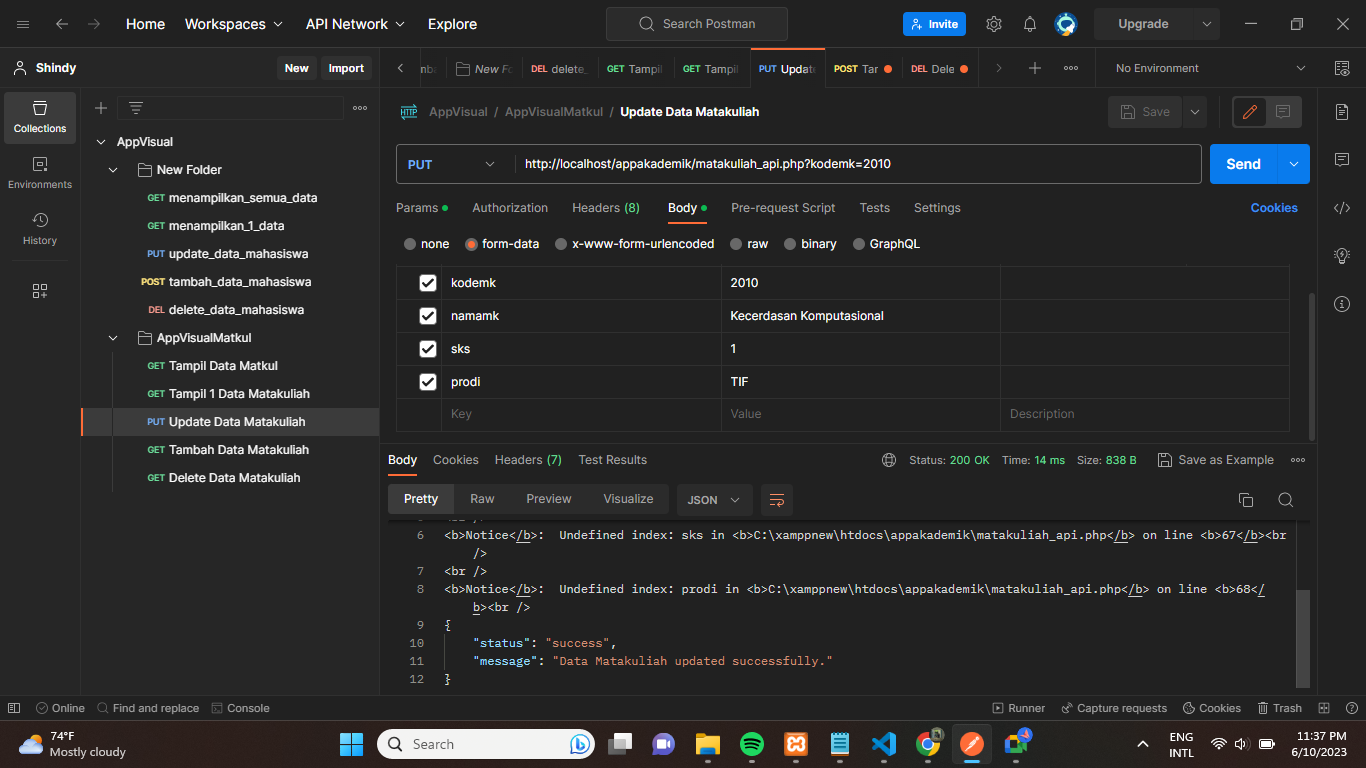 Home Workspaces API Network Explore Search Postman Invite Upgrade
Shindy New Import
New Fo DEL delete_ GET Tampil GET Tampil PUT Updat POST Tar DEL Dele No Environment
Collections
Environments
History
AppVisual
New Folder
GET menampilkan_semua_data
GET menampilkan_1_data
PUT update_data_mahasiswa
POST tambah_data_mahasiswa
DEL delete_data_mahasiswa
AppVisualMatkul
GET Tampil Data Matkul
GET Tampil 1 Data Matakuliah
PUT Update Data Matakuliah
GET Tambah Data Matakuliah
GET Delete Data Matakuliah
HTTP AppVisual / AppVisualMatkul / Update Data Matakuliah Save
PUT http://localhost/appakademik/matakuliah_api.php?kodemk=2010 Send
Params Authorization Headers (8) Body Pre-request Script Tests Settings Cookies
none form-data x-www-form-urlencoded raw binary GraphQL
kodemk 2010
namamk Kecerdasan Komputasional
sks 1
prodi TIF
Key Value Description
Body Cookies Headers (7) Test Results Status: 200 OK Time: 14 ms Size: 838 B Save as Example
Pretty Raw Preview Visualize JSON
6 <b>Notice</b>:  Undefined index: sks in <b>C:\xamppnew\htdocs\appakademik\matakuliah_api.php</b> on line <b>67</b><br
/>
7 <br />
8 <b>Notice</b>:  Undefined index: prodi in <b>C:\xamppnew\htdocs\appakademik\matakuliah_api.php</b> on line <b>68</
b><br />
9 {
10 "status": "success",
11 "message": "Data Matakuliah updated successfully."
12 }
Online Find and replace Console Runner Capture requests Cookies Trash
74°F
Mostly cloudy
Search
ENG
INTL
11:37 PM
6/10/2023